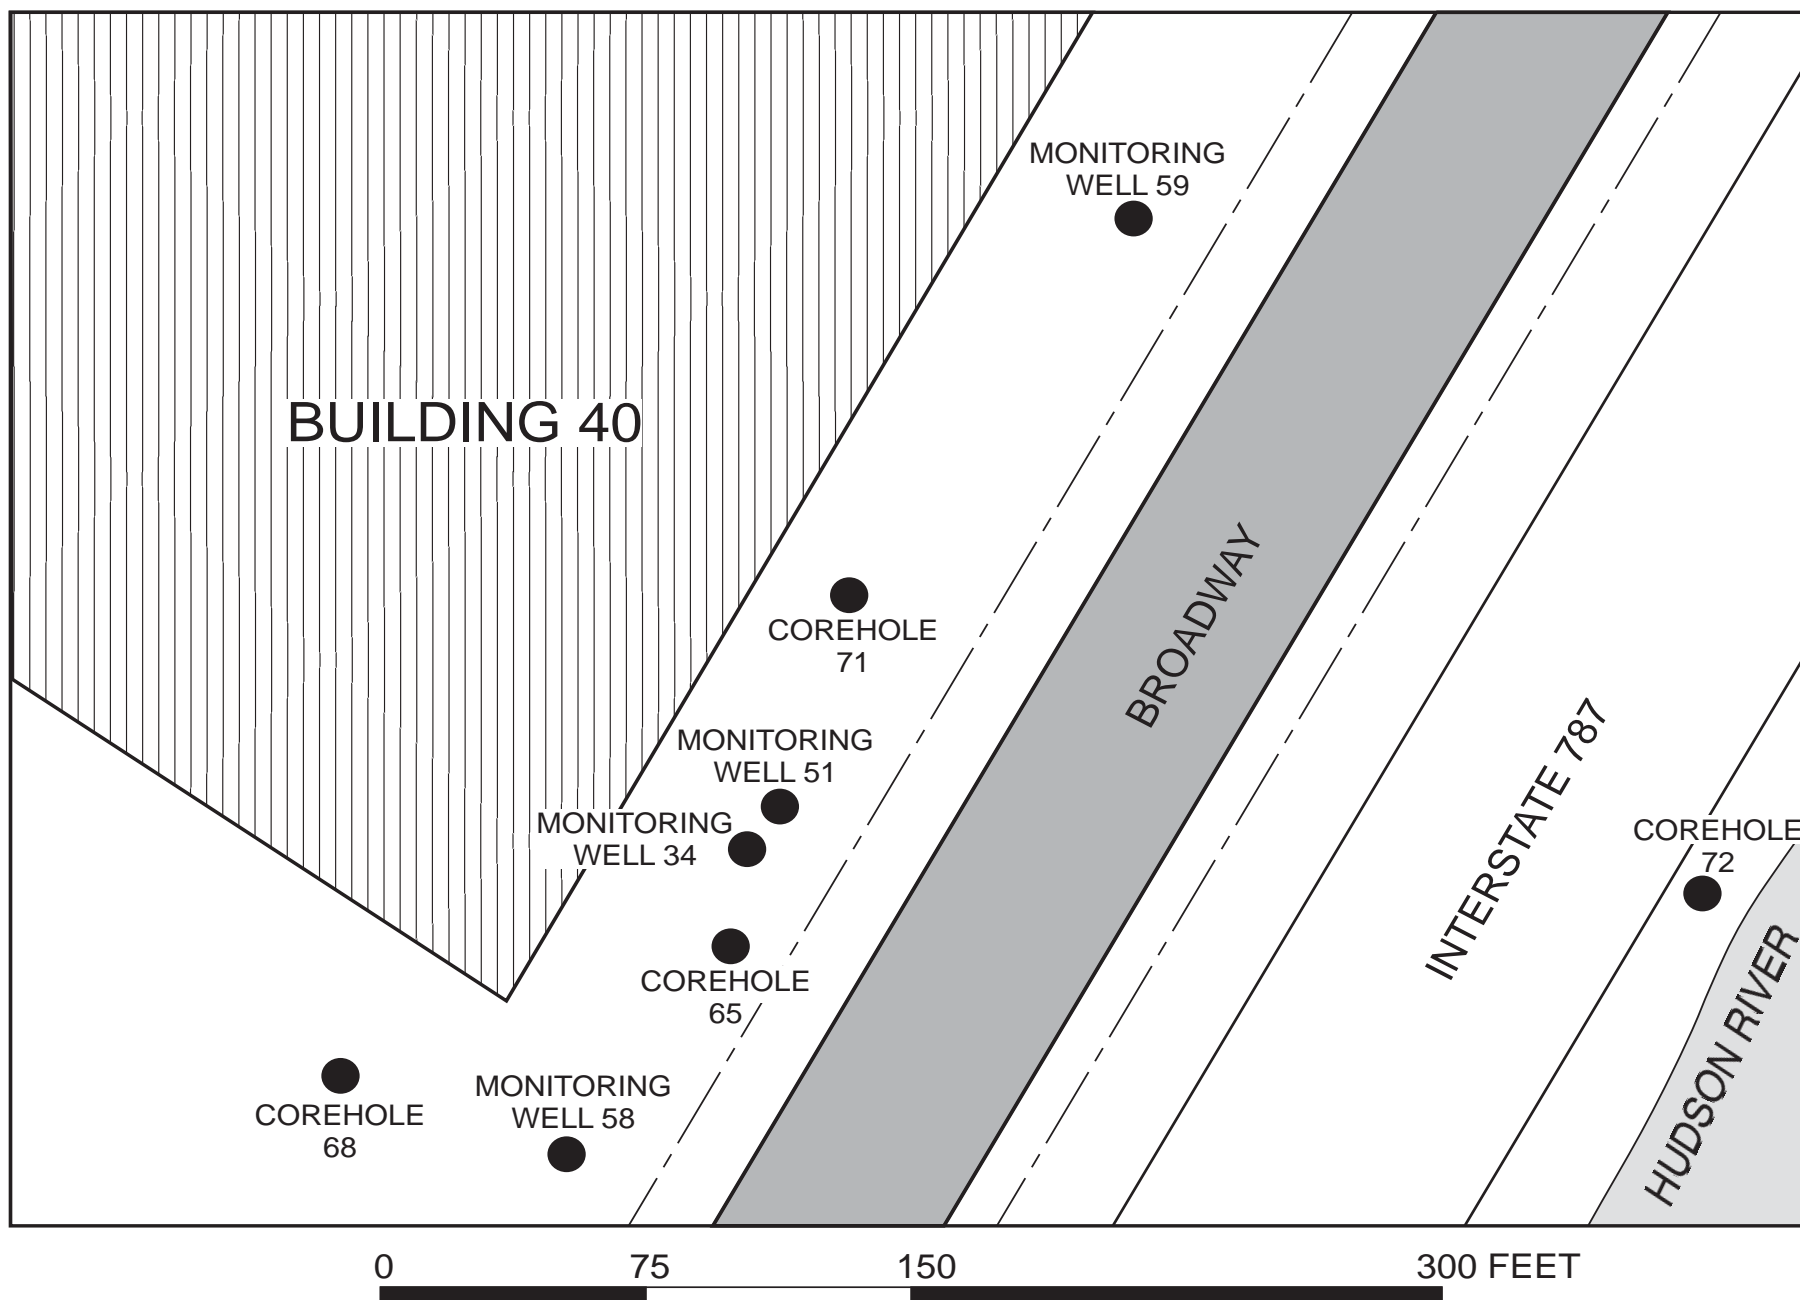 MONITORING
WELL 59
BUILDING 40
BROADWAY
COREHOLE
71
INTERSTATE 787
MONITORING
WELL 51
MONITORING
WELL 34
COREHOLE
72
COREHOLE
65
HUDSON RIVER
MONITORING
WELL 58
COREHOLE
68
0 75 150 300 FEET